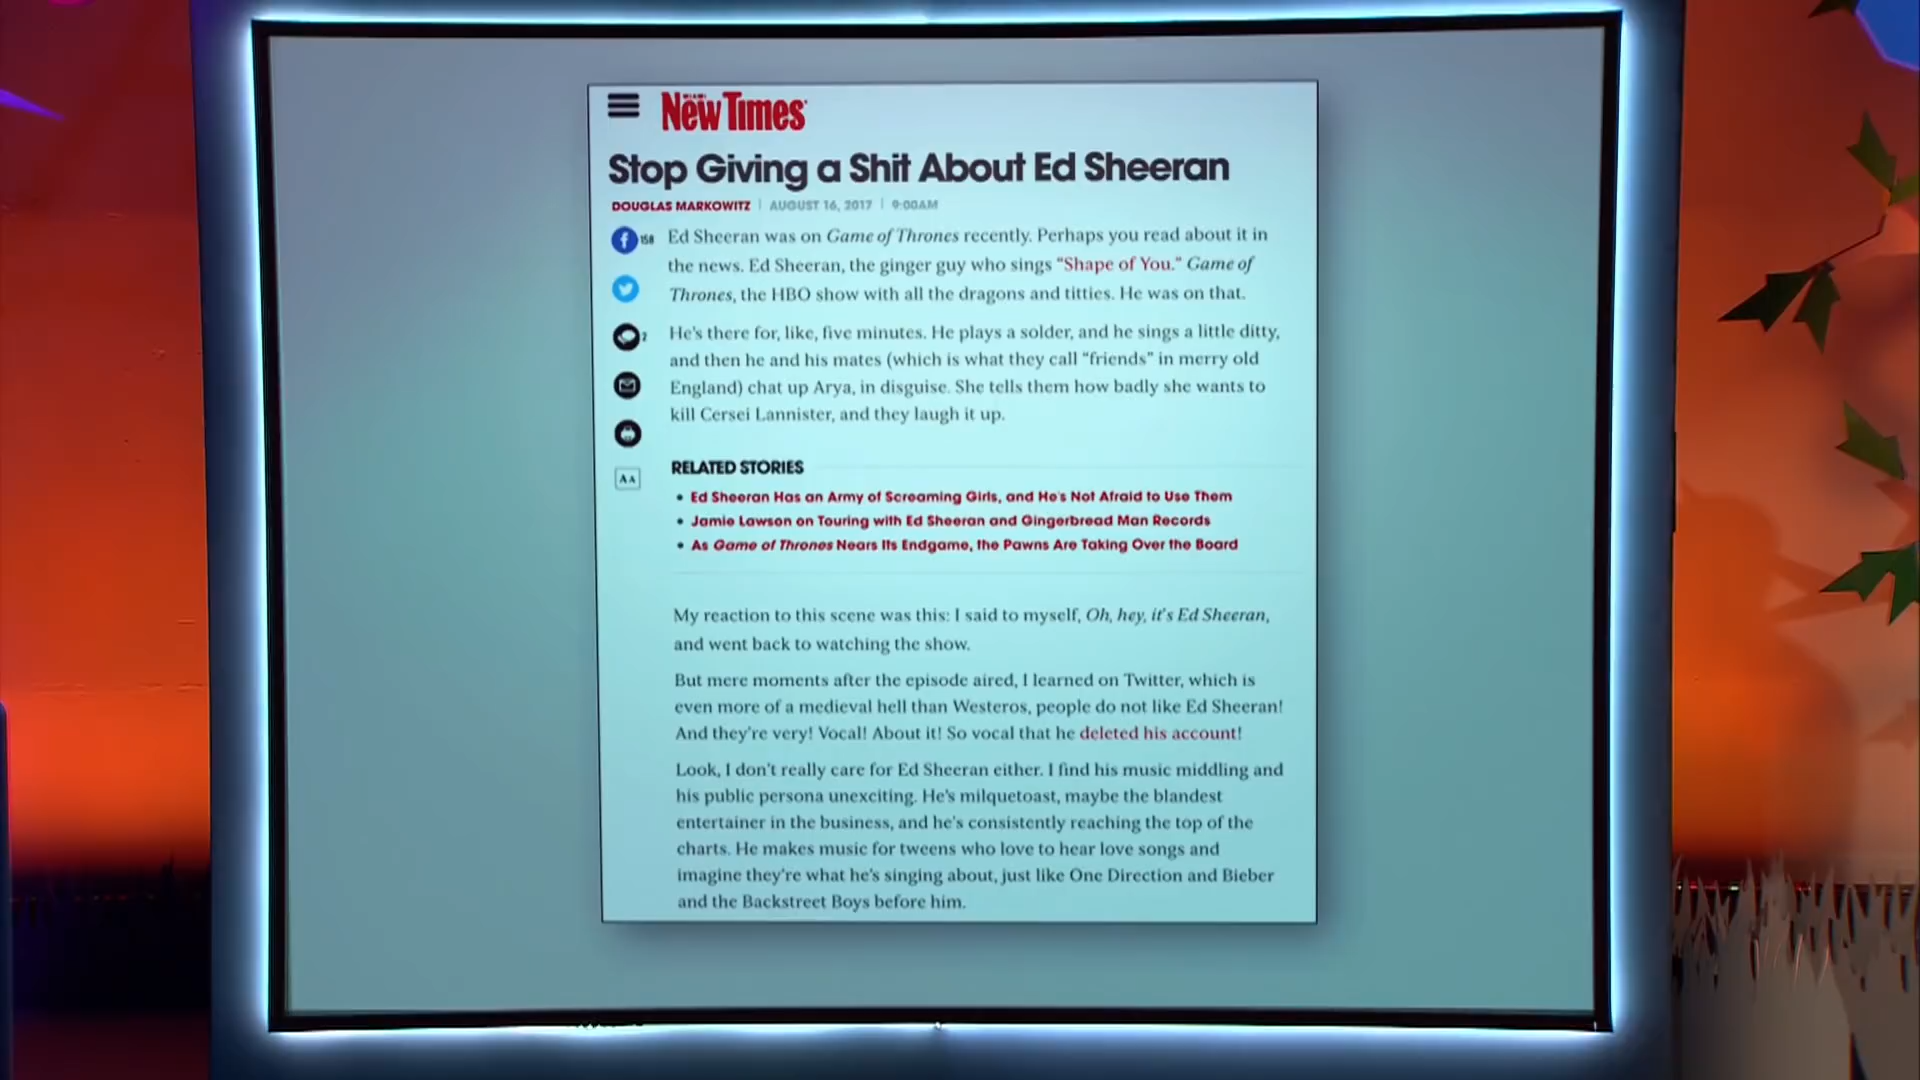 MIAMI
New Times
Stop Giving a Shit About Ed Sheeran
DOUGLAS MARKOWITZ | AUGUST 16, 2017 | 9:00AM
158
Ed Sheeran was on Game of Thrones recently. Perhaps you read about it in
the news. Ed Sheeran, the ginger guy who sings "Shape of You." Game of
Thrones, the HBO show with all the dragons and titties. He was on that.
2
He's there for, like, five minutes. He plays a solder, and he sings a little ditty,
and then he and his mates (which is what they call "friends" in merry old
England) chat up Arya, in disguise. She tells them how badly she wants to
kill Cersei Lannister, and they laugh it up.
AA
RELATED STORIES
• Ed Sheeran Has an Army of Screaming Girls, and He's Not Afraid to Use Them
• Jamie Lawson on Touring with Ed Sheeran and Gingerbread Man Records
• As Game of Thrones Nears Its Endgame, the Pawns Are Taking Over the Board
My reaction to this scene was this: I said to myself, Oh, hey, it's Ed Sheeran,
and went back to watching the show.
But mere moments after the episode aired, I learned on Twitter, which is
even more of a medieval hell than Westeros, people do not like Ed Sheeran!
And they're very! Vocal! About it! So vocal that he deleted his account!
Look, I don't really care for Ed Sheeran either. I find his music middling and
his public persona unexciting. He's milquetoast, maybe the blandest
entertainer in the business, and he's consistently reaching the top of the
charts. He makes music for tweens who love to hear love songs and
imagine they're what he's singing about, just like One Direction and Bieber
and the Backstreet Boys before him.